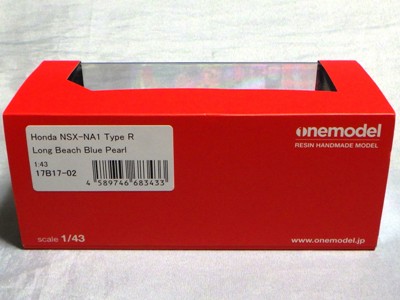 Honda NSX-NA1 Type R
Long Beach Blue Pearl
1:43
17B17-02
4 589746 683433
onemodel
RESIN HANDMADE MODEL
scale 1/43
www.onemodel.jp